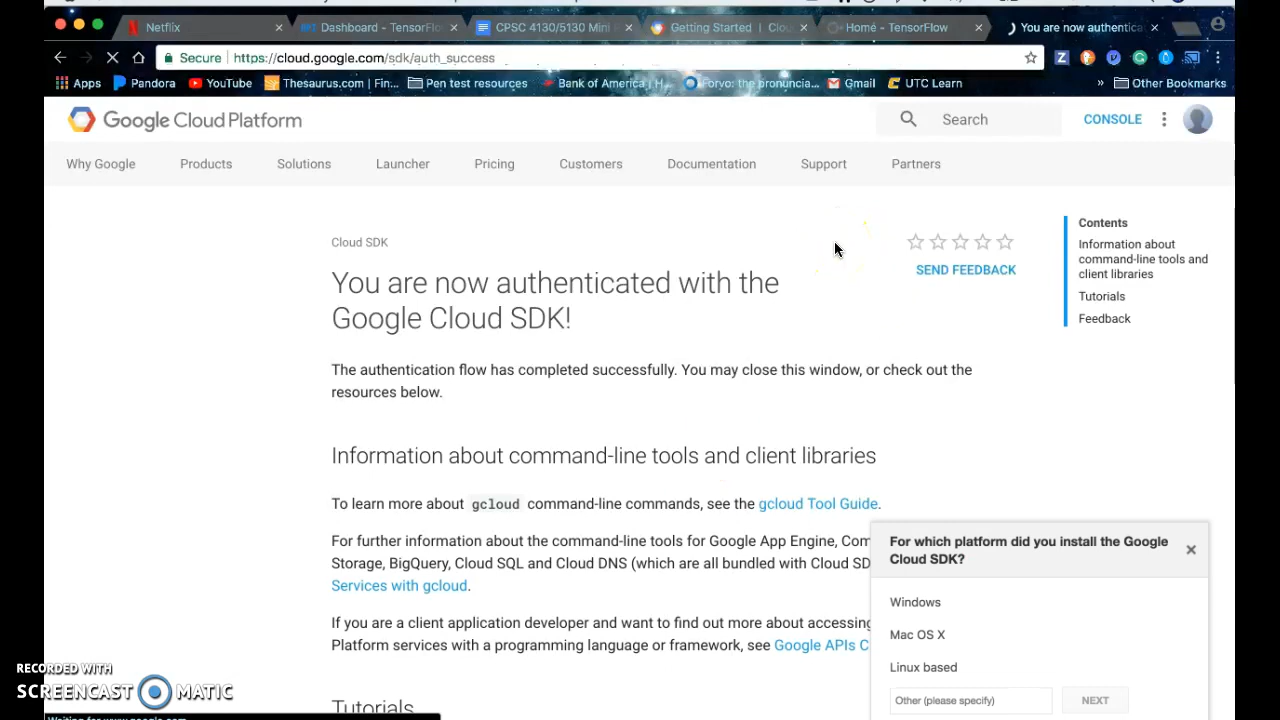 Netflix
Dashboard - TensorFl
CPSC 4130/5130 Mini
Getting Started | Clou
Home - TensorFlow
You are now authentica
Secure
https://cloud.google.com/sdk/auth_success
Apps
Pandora
YouTube
Thesaurus.com | Fin...
Pen test resources
Bank of America | H...
Forvo: the pronuncia...
Gmail
UTC Learn
»
Other Bookmarks
Google Cloud Platform
Search
CONSOLE
Why Google
Products
Solutions
Launcher
Pricing
Customers
Documentation
Support
Partners
Cloud SDK
SEND FEEDBACK
Contents
Information about
command-line tools and
client libraries
Tutorials
Feedback
You are now authenticated with the
Google Cloud SDK!
The authentication flow has completed successfully. You may close this window, or check out the
resources below.
Information about command-line tools and client libraries
To learn more about gcloud command-line commands, see the gcloud Tool Guide.
For further information about the command-line tools for Google App Engine, Com
Storage, BigQuery, Cloud SQL and Cloud DNS (which are all bundled with Cloud SD
Services with gcloud.
If you are a client application developer and want to find out more about accessing
Platform services with a programming language or framework, see Google APIs C
Tutorials
For which platform did you install the Google
Cloud SDK?
Windows
Mac OS X
Linux based
Other (please specify)
NEXT
RECORDED WITH
SCREENCAST MATIC
Waiting for www.google.com